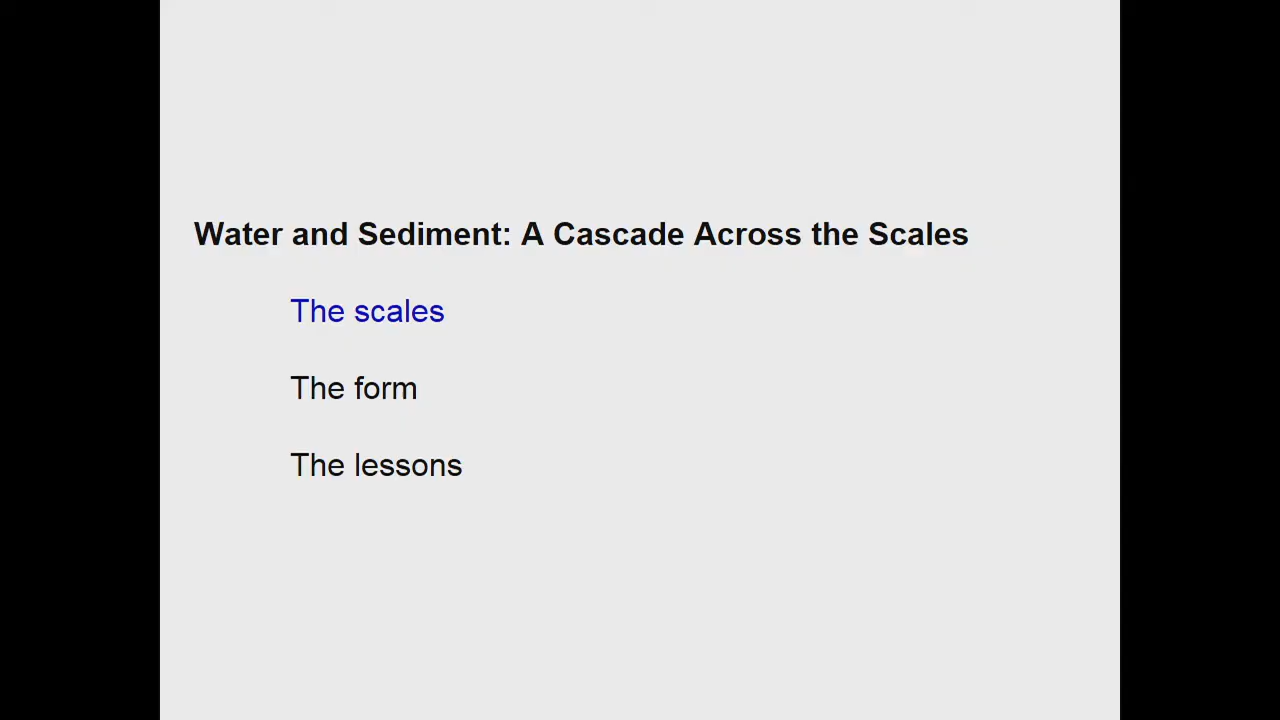 Water and Sediment: A Cascade Across the Scales
The scales
The form
The lessons